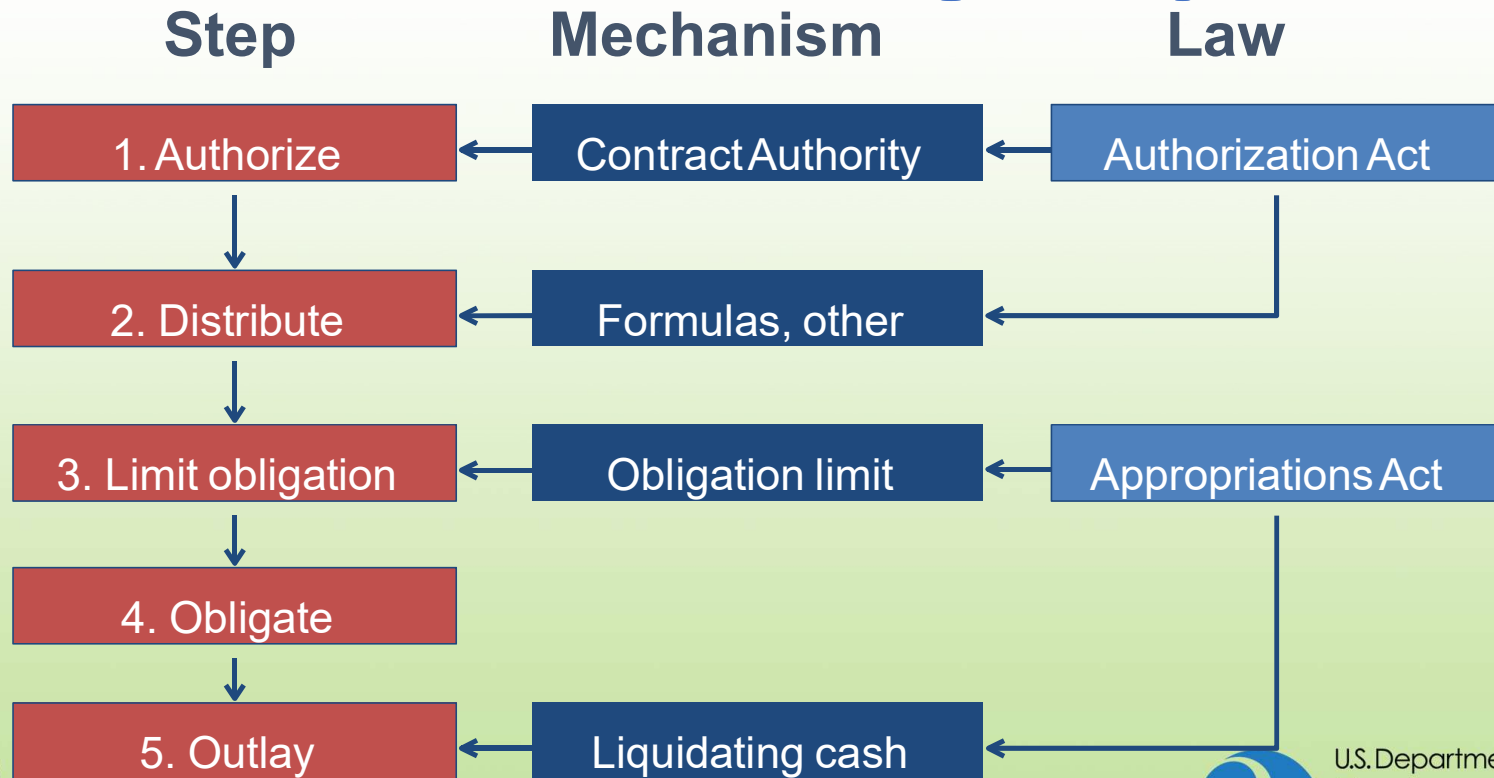 Step Mechanism Law
1. Authorize Contract Authority Authorization Act
2. Distribute Formulas, other
3. Limit obligation Obligation limit Appropriations Act
4. Obligate
5. Outlay Liquidating cash
U.S. Departme